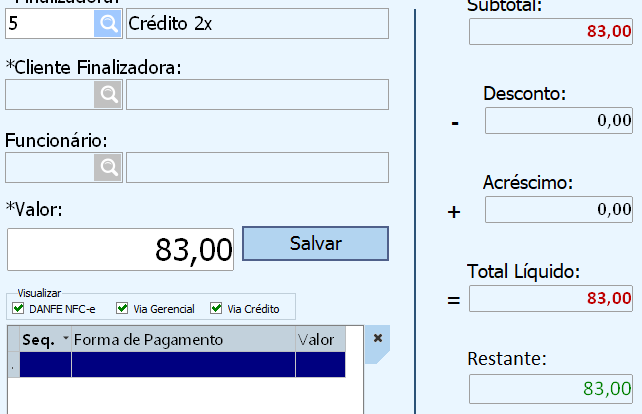 *Finalizadora:
5
Crédito 2x
*Cliente Finalizadora:
Funcionário:
*Valor:
83,00
Salvar
Visualizar
DANFE NFC-e
Via Gerencial
Via Crédito
Seq.
Forma de Pagamento
Valor
Subtotal:
83,00
Desconto:
-
0,00
Acréscimo:
+
0,00
Total Líquido:
=
83,00
Restante:
83,00